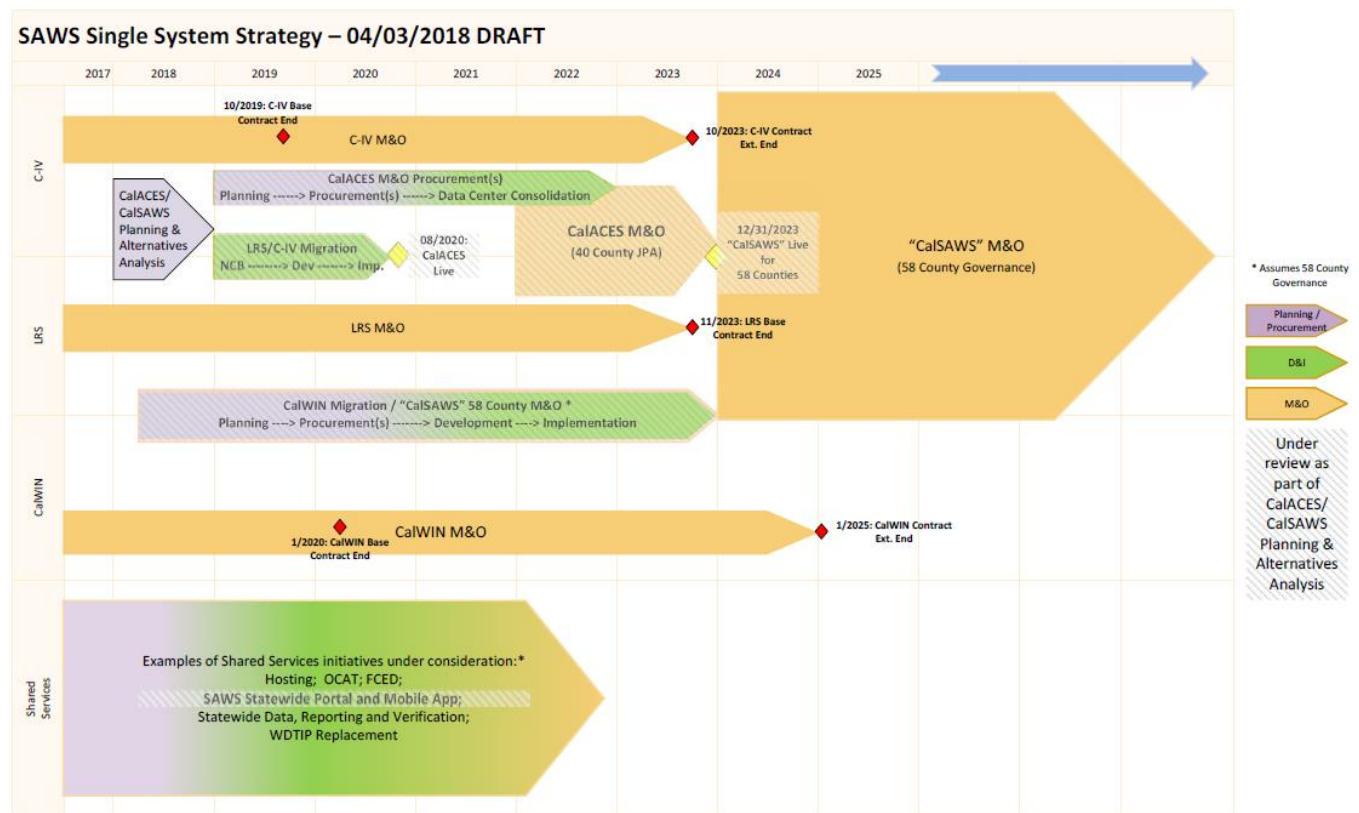 SAWS Single System Strategy – 04/03/2018 DRAFT
2017 2018 2019 2020 2021 2022 2023 2024 2025
C-IV
10/2019: C-IV Base
Contract End
C-IV M&O
10/2023: C-IV Contract
Ext. End
CalACES/
CalSAWS
Planning &
Alternatives
Analysis
CalACES M&O Procurement(s)
Planning ------> Procurement(s) ------> Data Center Consolidation
LRS/C-IV Migration
NCB --------> Dev ------> Imp.
08/2020:
CalACES
Live
CalACES M&O
(40 County JPA)
12/31/2023
“CalSAWS” Live
for
58 Counties
“CalSAWS” M&O
(58 County Governance)
LRS
LRS M&O
11/2023: LRS Base
Contract End
CalWIN Migration / “CalSAWS” 58 County M&O *
Planning ----> Procurement(s) -------> Development ----> Implementation
CalWIN
CalWIN M&O
1/2020: CalWIN Base
Contract End
1/2025: CalWIN Contract
Ext. End
Shared
Services
Examples of Shared Services initiatives under consideration:*
Hosting; OCAT; FCED;
SAWS Statewide Portal and Mobile App;
Statewide Data, Reporting and Verification;
WDTIP Replacement
* Assumes 58 County
Governance
Planning /
Procurement
D&I
M&O
Under
review as
part of
CalACES/
CalSAWS
Planning &
Alternatives
Analysis